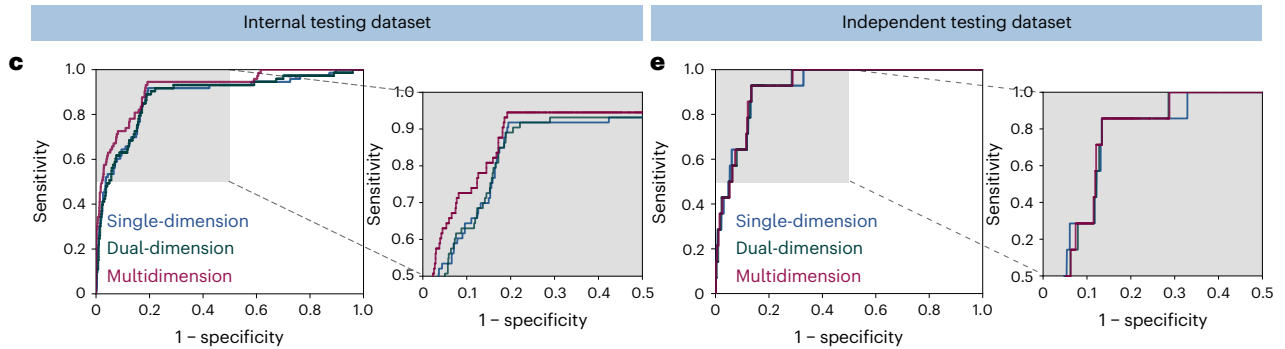 Internal testing dataset
Independent testing dataset
c
1.0
0.8
0.6
0.4
0.2
0
Sensitivity
Single-dimension
Dual-dimension
Multidimension
0
0.2
0.4
0.6
0.8
1.0
1 – specificity
1.0
0.9
0.8
0.7
0.6
0.5
Sensitivity
0
0.1
0.2
0.3
0.4
0.5
1 – specificity
e
1.0
0.8
0.6
0.4
0.2
0
Sensitivity
Single-dimension
Dual-dimension
Multidimension
0
0.2
0.4
0.6
0.8
1.0
1 – specificity
1.0
0.8
0.6
0.4
0.2
0.5
Sensitivity
0
0.1
0.2
0.3
0.4
0.5
1 – specificity